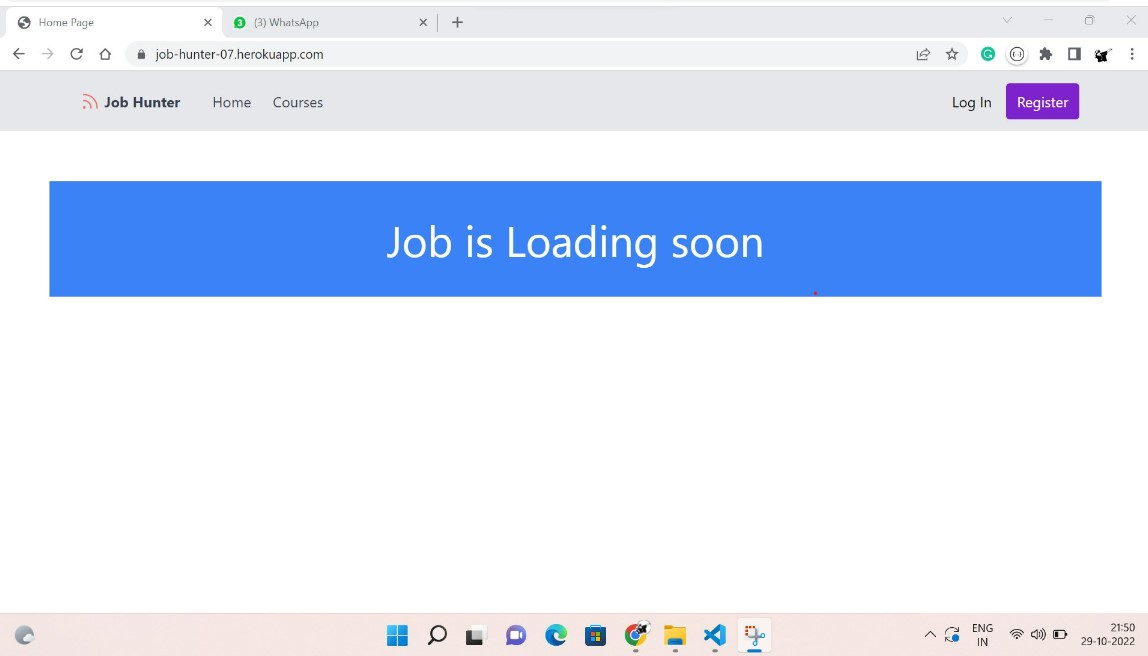 Home Page
3 (3) WhatsApp
job-hunter-07.herokuapp.com
Job Hunter Home Courses Log In Register
Job is Loading soon
ENG 21:50
IN 29-10-2022